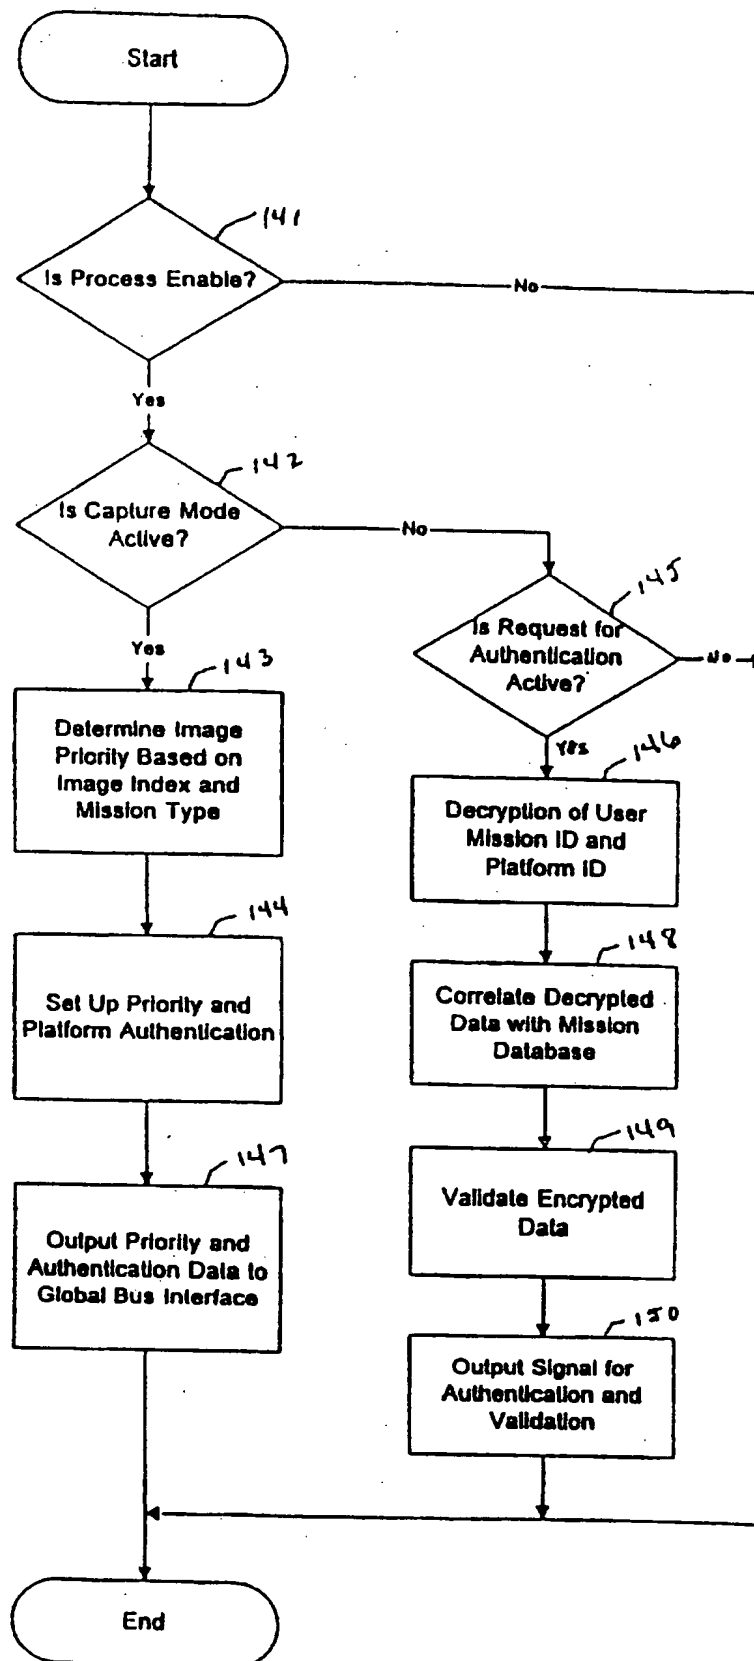 Start
141
Is Process Enable?
No
Yes
142
Is Capture Mode
Active?
No
145
Is Request for
Authentication
Active?
No
Yes
143
Determine Image
Priority Based on
Image Index and
Mission Type
YES
146
Decryption of User
Mission ID and
Platform ID
144
Set Up Priority and
Platform Authentication
148
Correlate Decrypted
Data with Mission
Database
147
Output Priority and
Authentication Data to
Global Bus Interface
149
Validate Encrypted
Data
150
Output Signal for
Authentication and
Validation
End